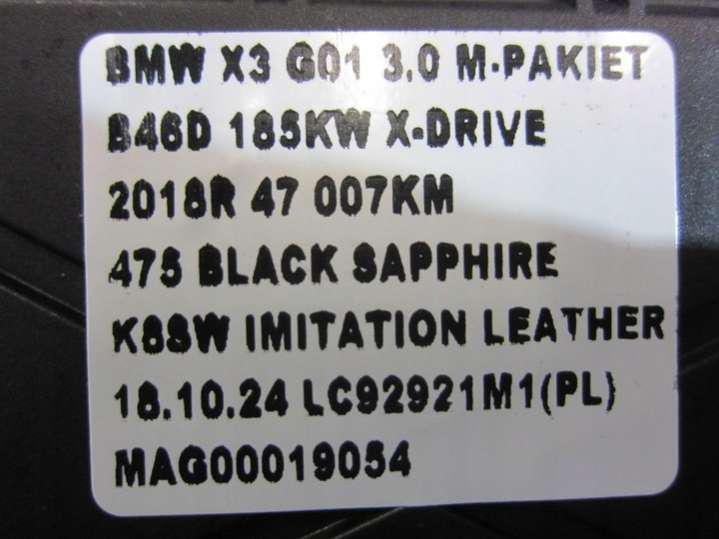 BMW X3 G01 3.0 M-PAKIET
B46D 185KW X-DRIVE
2018R 47 007KM
475 BLACK SAPPHIRE
K8SW IMITATION LEATHER
18.10.24 LC92921M1(PL)
MAG00019054